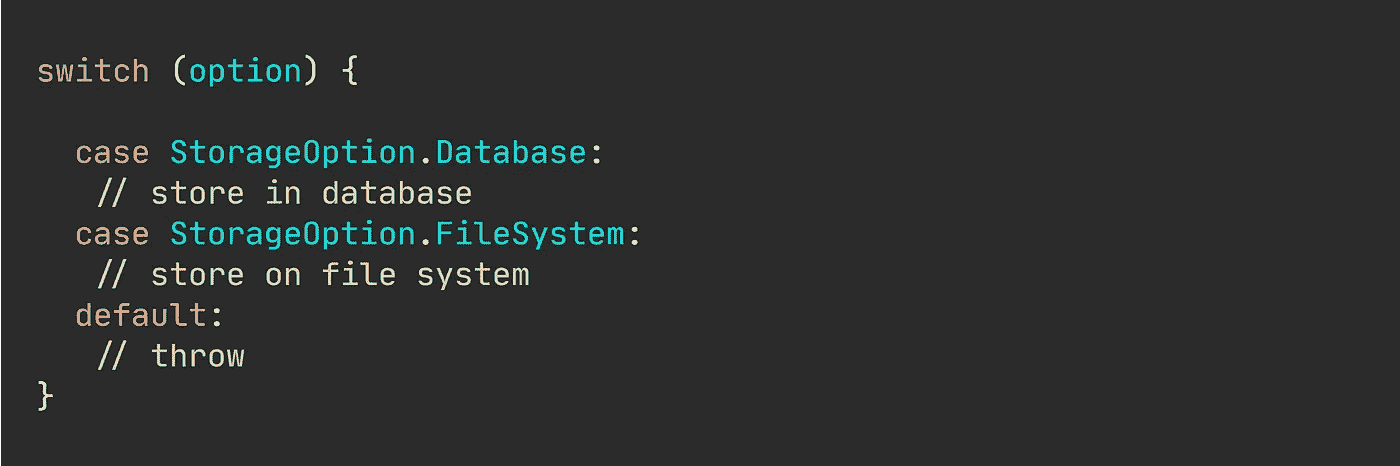 switch (option) {
case StorageOption.Database:
// store in database
case StorageOption.FileSystem:
// store on file system
default:
// throw
}